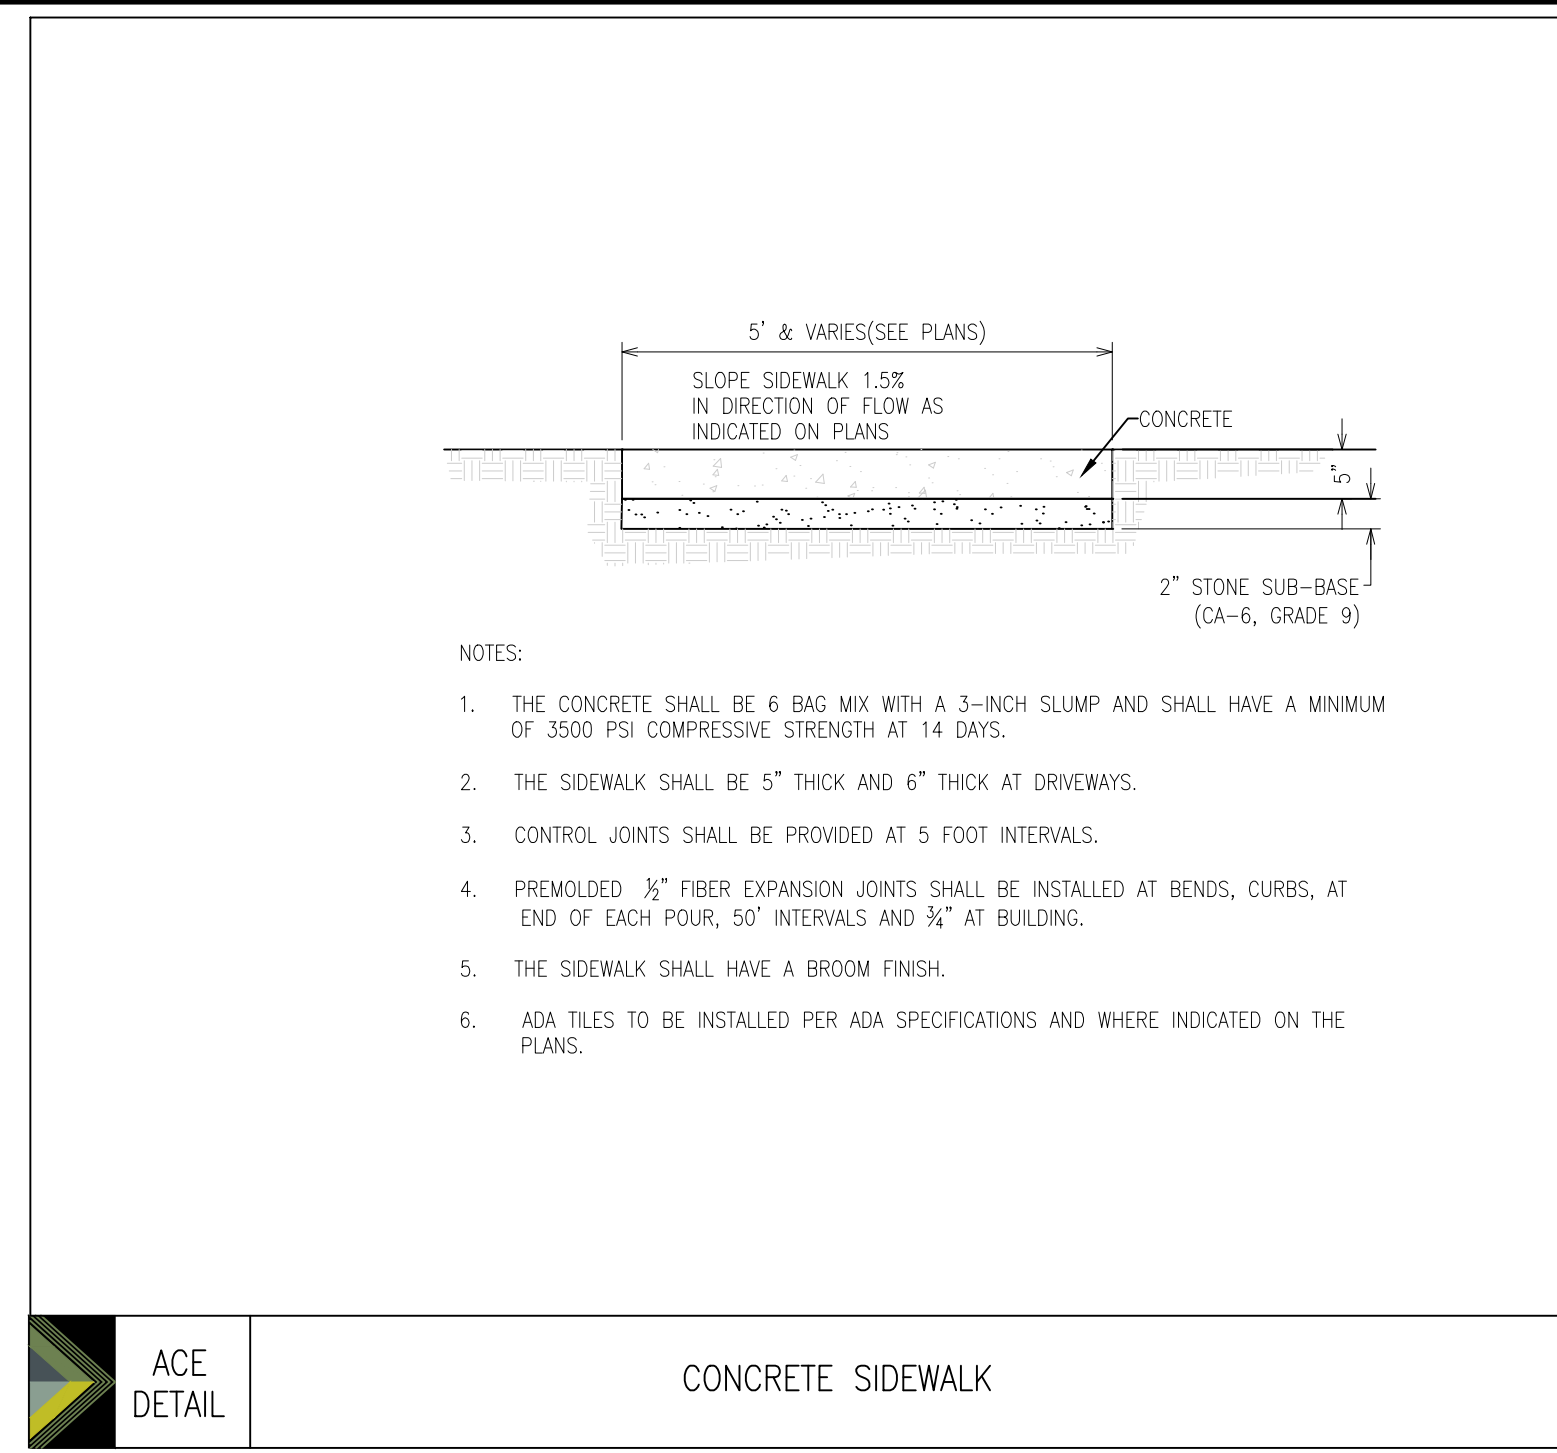 5' & VARIES(SEE PLANS)
SLOPE SIDEWALK 1.5%
IN DIRECTION OF FLOW AS
INDICATED ON PLANS
CONCRETE
5"
2" STONE SUB-BASE
(CA-6, GRADE 9)
NOTES:
1. THE CONCRETE SHALL BE 6 BAG MIX WITH A 3-INCH SLUMP AND SHALL HAVE A MINIMUM
OF 3500 PSI COMPRESSIVE STRENGTH AT 14 DAYS.
2. THE SIDEWALK SHALL BE 5" THICK AND 6" THICK AT DRIVEWAYS.
3. CONTROL JOINTS SHALL BE PROVIDED AT 5 FOOT INTERVALS.
4. PREMOLDED ½" FIBER EXPANSION JOINTS SHALL BE INSTALLED AT BENDS, CURBS, AT
END OF EACH POUR, 50' INTERVALS AND ¾" AT BUILDING.
5. THE SIDEWALK SHALL HAVE A BROOM FINISH.
6. ADA TILES TO BE INSTALLED PER ADA SPECIFICATIONS AND WHERE INDICATED ON THE
PLANS.
ACE
DETAIL
CONCRETE SIDEWALK